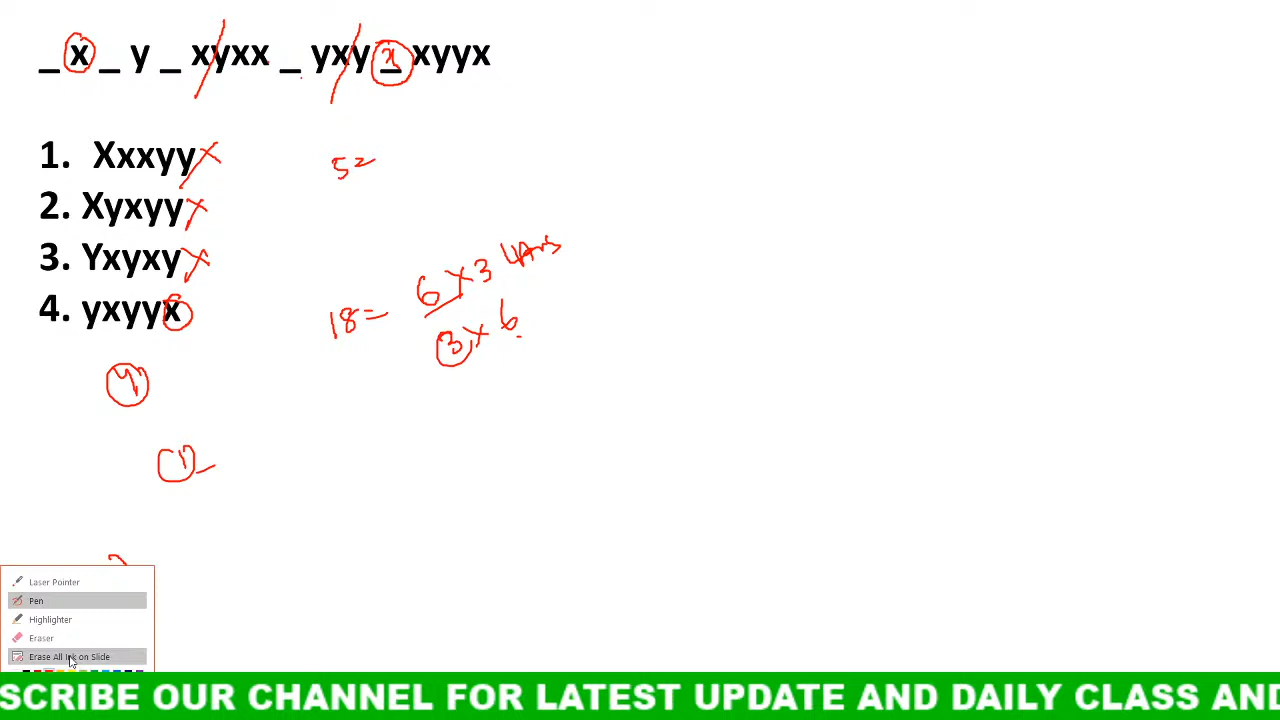 _ x _ y _ xyxx _ yxy _ xyyx
x
1. Xxxyy x
2. Xyxyy x
3. Yxyxy x
4. yxyyx
5 =
6 x 3
18 =
3 x 6
Laser Pointer
Pen
Highlighter
Eraser
Erase All Ink on Slide
SCRIBE OUR CHANNEL FOR LATEST UPDATE AND DAILY CLASS AND